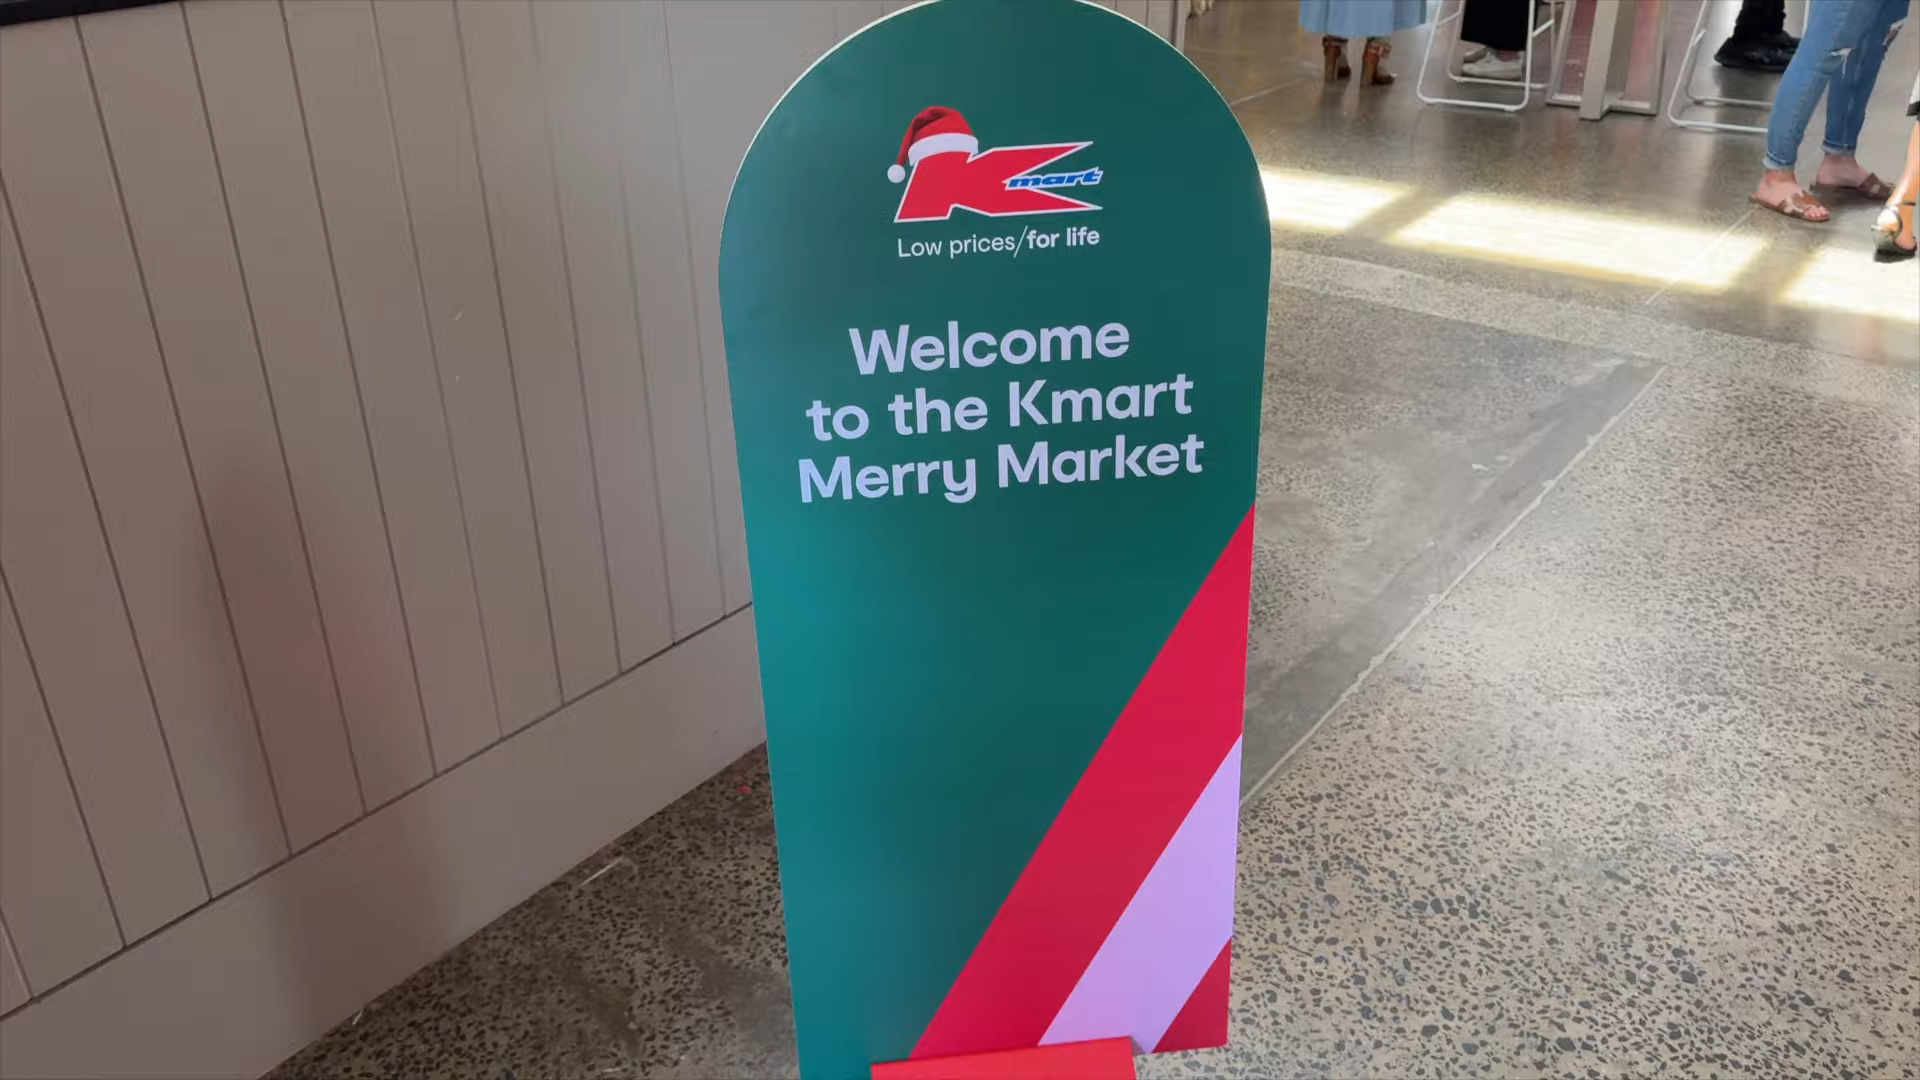 Kmart
Low prices/for life
Welcome
to the Kmart
Merry Market